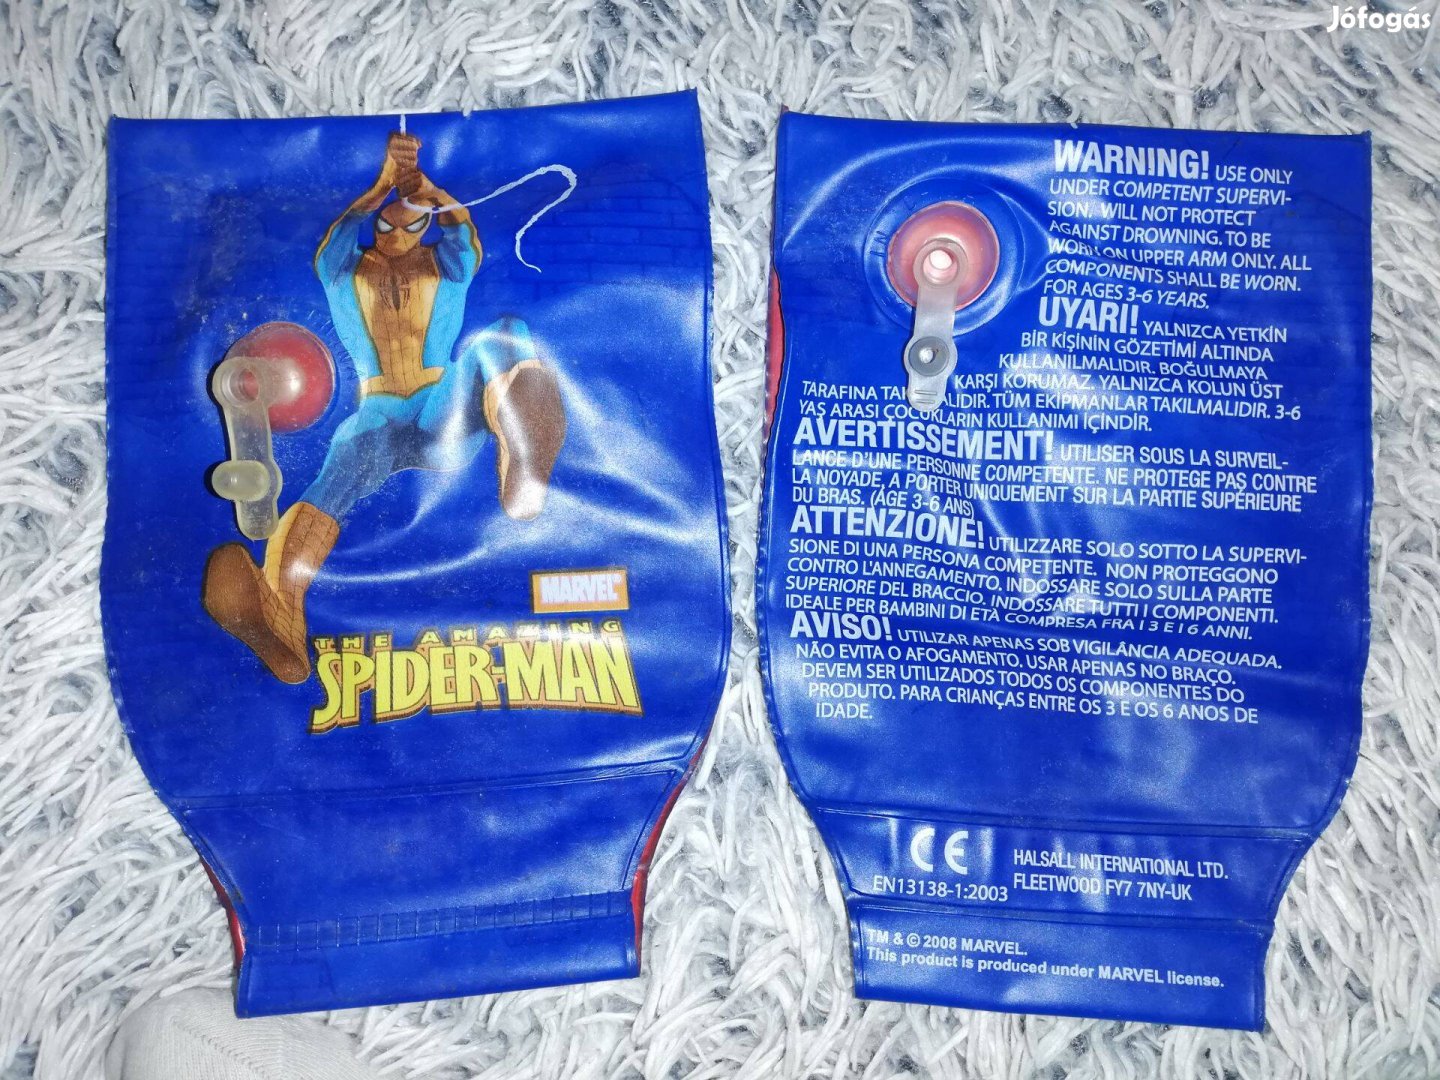 Jófogás
MARVEL
THE AMAZING
SPIDER-MAN
WARNING! USE ONLY
UNDER COMPETENT SUPERVI-
SION. WILL NOT PROTECT
AGAINST DROWNING. TO BE
WORN ON UPPER ARM ONLY. ALL
COMPONENTS SHALL BE WORN.
FOR AGES 3-6 YEARS.
UYARI! YALNIZCA YETKİN
BİR KİŞİNİN GÖZETİMİ ALTINDA
KULLANILMALIDIR. BOĞULMAYA
KARŞI KORUMAZ. YALNIZCA KOLUN ÜST
TARAFINA TAKILMALIDIR. TÜM EKİPMANLAR TAKILMALIDIR. 3-6
YAŞ ARASI ÇOCUKLARIN KULLANIMI İÇİNDİR.
AVERTISSEMENT! UTILISER SOUS LA SURVEIL-
LANCE D'UNE PERSONNE COMPETENTE. NE PROTEGE PAS CONTRE
LA NOYADE, A PORTER UNIQUEMENT SUR LA PARTIE SUPÉRIEURE
DU BRAS. (ÂGE 3-6 ANS)
ATTENZIONE! UTILIZZARE SOLO SOTTO LA SUPERVI-
SIONE DI UNA PERSONA COMPETENTE. NON PROTEGGONO
CONTRO L'ANNEGAMENTO. INDOSSARE SOLO SULLA PARTE
SUPERIORE DEL BRACCIO. INDOSSARE TUTTI I COMPONENTI.
IDEALE PER BAMBINI DI ETÀ COMPRESA FRA I 3 E I 6 ANNI.
AVISO! UTILIZAR APENAS SOB VIGILÂNCIA ADEQUADA.
NÃO EVITA O AFOGAMENTO. USAR APENAS NO BRAÇO.
DEVEM SER UTILIZADOS TODOS OS COMPONENTES DO
PRODUTO. PARA CRIANÇAS ENTRE OS 3 E OS 6 ANOS DE
IDADE.
CE
EN13138-1:2003
HALSALL INTERNATIONAL LTD.
FLEETWOOD FY7 7NY-UK
TM & © 2008 MARVEL.
This product is produced under MARVEL license.